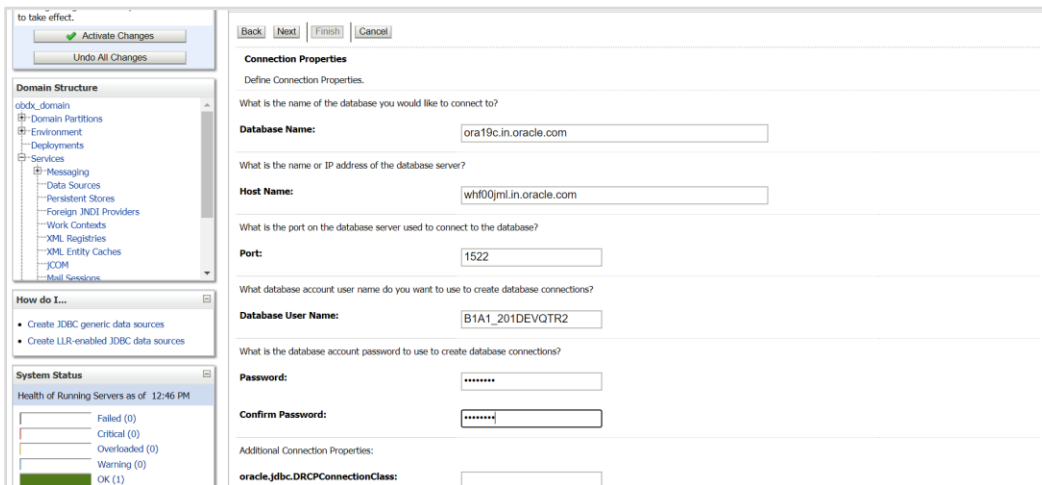 to take effect.
Activate Changes
Undo All Changes
Domain Structure
obdx_domain
Domain Partitions
Environment
Deployments
Services
Messaging
Data Sources
Persistent Stores
Foreign JNDI Providers
Work Contexts
XML Registries
XML Entity Caches
jCOM
Mail Sessions
How do I...
Create JDBC generic data sources
Create LLR-enabled JDBC data sources
System Status
Health of Running Servers as of 12:46 PM
Failed (0)
Critical (0)
Overloaded (0)
Warning (0)
OK (1)
Back Next Finish Cancel
Connection Properties
Define Connection Properties.
What is the name of the database you would like to connect to?
Database Name: ora19c.in.oracle.com
What is the name or IP address of the database server?
Host Name: whf00jml.in.oracle.com
What is the port on the database server used to connect to the database?
Port: 1522
What database account user name do you want to use to create database connections?
Database User Name: B1A1_201DEVQTR2
What is the database account password to use to create database connections?
Password: ••••••••
Confirm Password: ••••••••
Additional Connection Properties:
oracle.jdbc.DRCPConnectionClass: